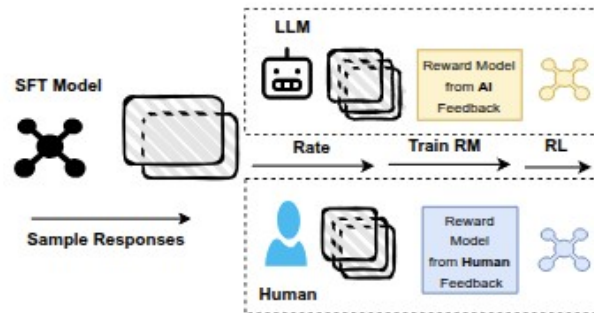 LLM
SFT Model
Reward Model
from AI
Feedback
Rate
Train RM
RL
Sample Responses
Human
Reward
Model
from Human
Feedback